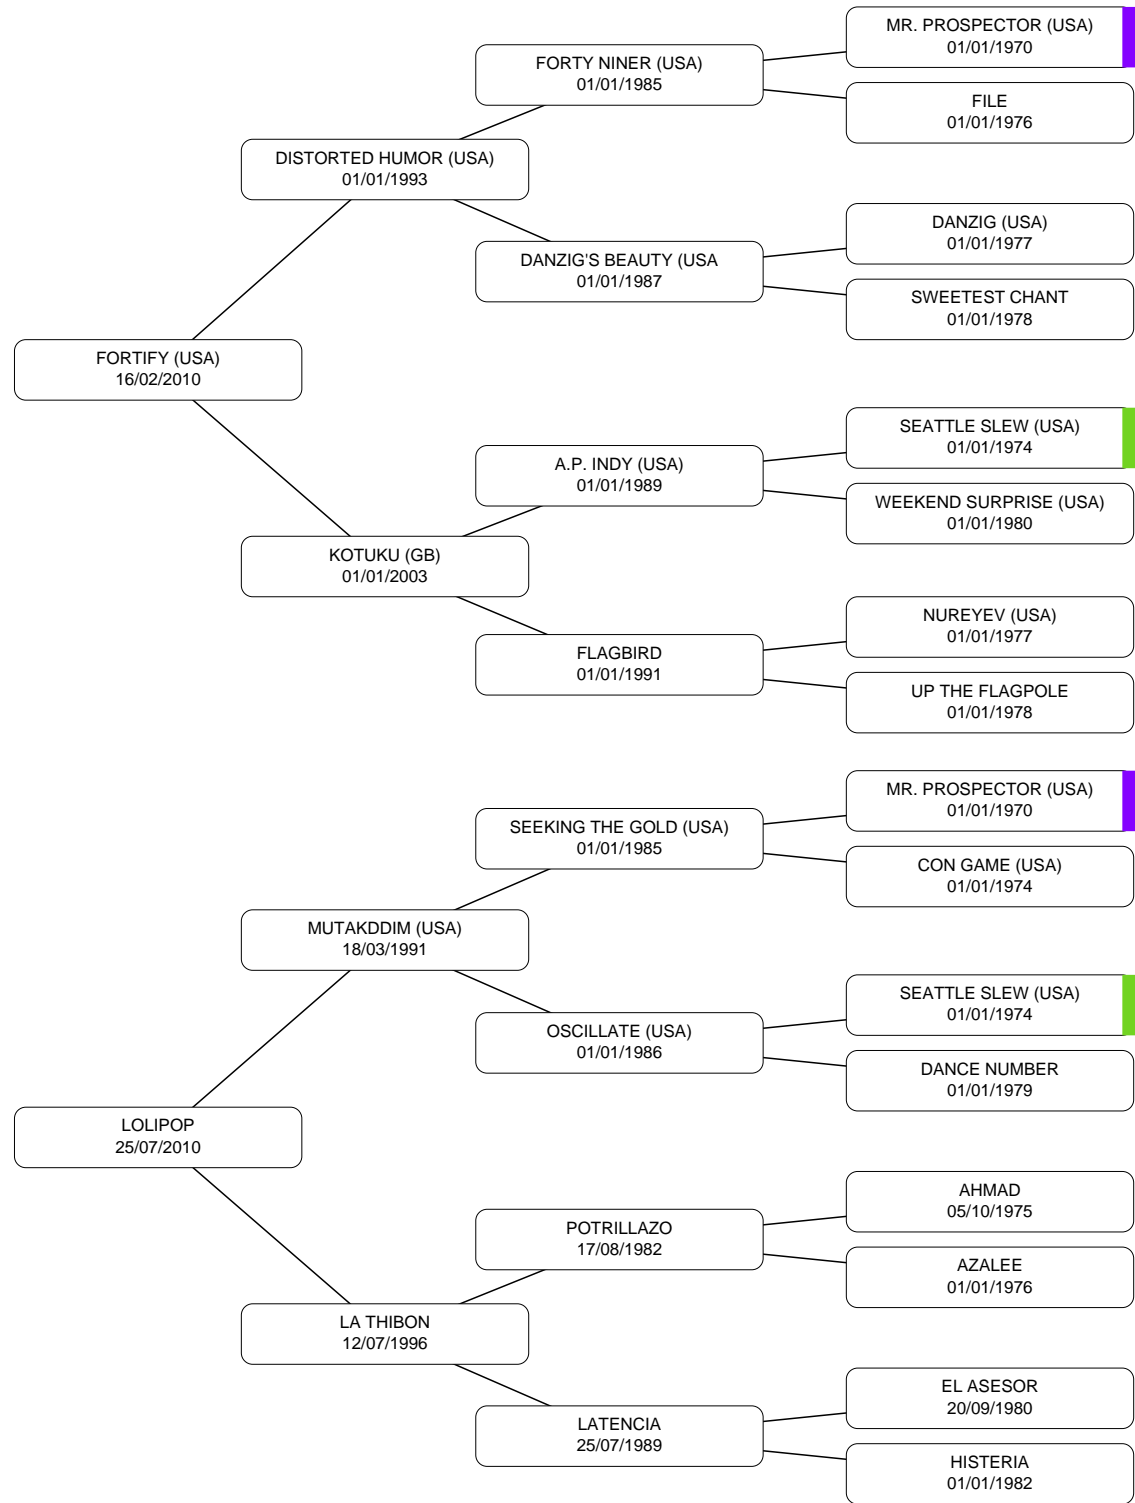 MR. PROSPECTOR (USA)
01/01/1970
FORTY NINER (USA)
01/01/1985
FILE
01/01/1976
DISTORTED HUMOR (USA)
01/01/1993
DANZIG (USA)
01/01/1977
DANZIG'S BEAUTY (USA
01/01/1987
SWEETEST CHANT
01/01/1978
FORTIFY (USA)
16/02/2010
SEATTLE SLEW (USA)
01/01/1974
A.P. INDY (USA)
01/01/1989
WEEKEND SURPRISE (USA)
01/01/1980
KOTUKU (GB)
01/01/2003
NUREYEV (USA)
01/01/1977
FLAGBIRD
01/01/1991
UP THE FLAGPOLE
01/01/1978
MR. PROSPECTOR (USA)
01/01/1970
SEEKING THE GOLD (USA)
01/01/1985
CON GAME (USA)
01/01/1974
MUTAKDDIM (USA)
18/03/1991
SEATTLE SLEW (USA)
01/01/1974
OSCILLATE (USA)
01/01/1986
DANCE NUMBER
01/01/1979
LOLIPOP
25/07/2010
AHMAD
05/10/1975
POTRILLAZO
17/08/1982
AZALEE
01/01/1976
LA THIBON
12/07/1996
EL ASESOR
20/09/1980
LATENCIA
25/07/1989
HISTERIA
01/01/1982